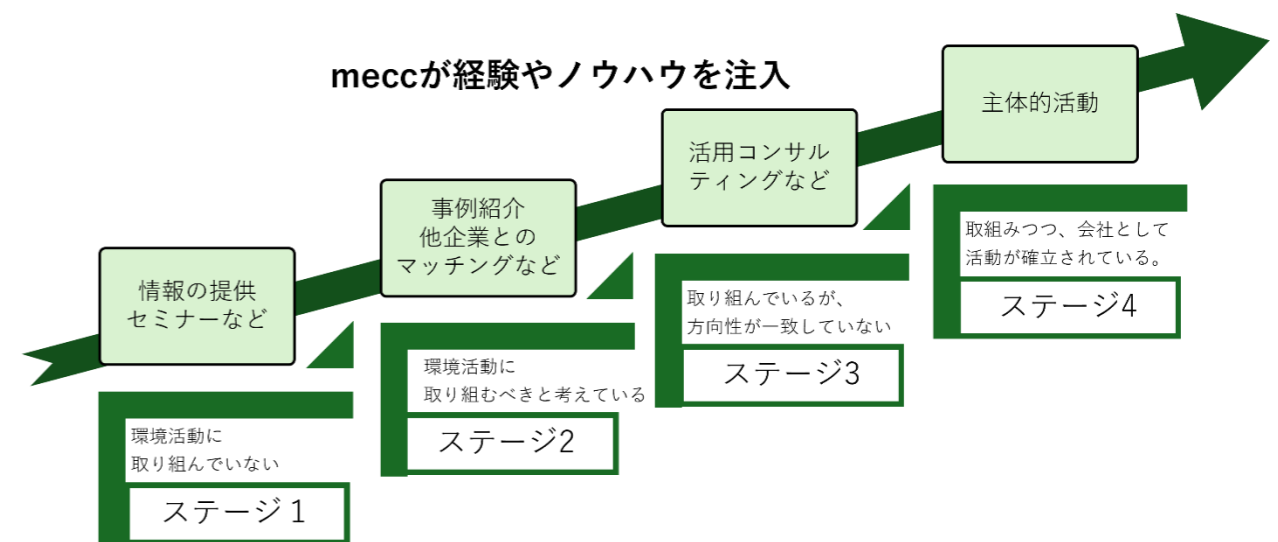 meccが経験やノウハウを注入
情報の提供
セミナーなど
環境活動に
取り組んでいない
ステージ１
事例紹介
他企業との
マッチングなど
環境活動に
取り組むべきと考えている
ステージ2
活用コンサル
ティングなど
取り組んでいるが、
方向性が一致していない
ステージ3
主体的活動
取組みつつ、会社として
活動が確立されている。
ステージ4